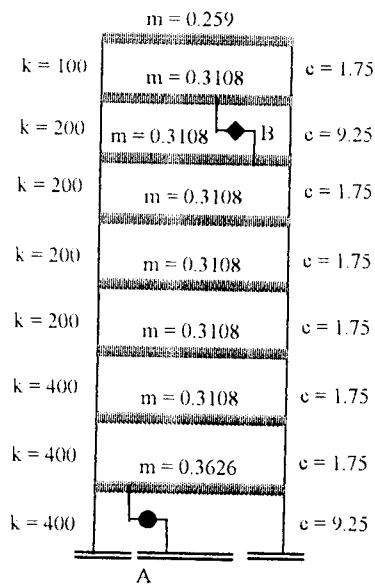 m = 0.259
k = 100
m = 0.3108
c = 1.75
k = 200
m = 0.3108
B
c = 9.25
k = 200
m = 0.3108
c = 1.75
k = 200
m = 0.3108
c = 1.75
k = 200
m = 0.3108
c = 1.75
k = 400
m = 0.3108
c = 1.75
k = 400
m = 0.3626
c = 1.75
k = 400
c = 9.25
A